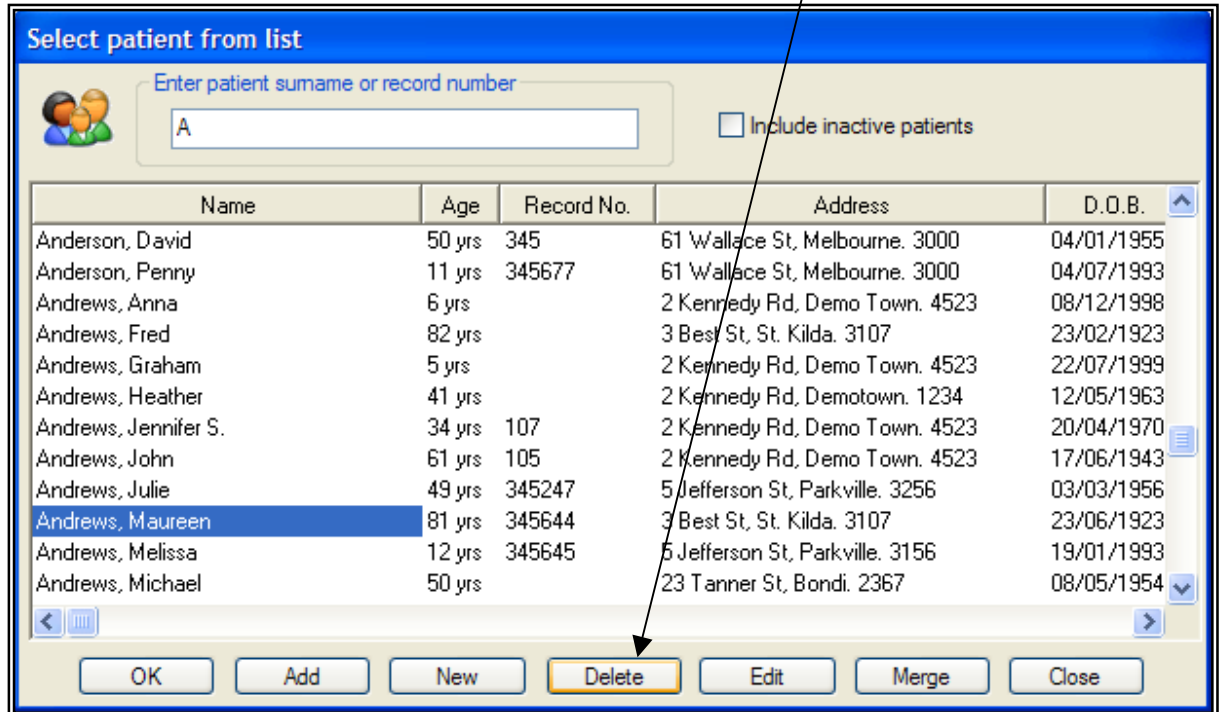 Select patient from list
Enter patient surname or record number
A
Include inactive patients
Name Age Record No. Address D.O.B.
Anderson, David 50 yrs 345 61 Wallace St, Melbourne. 3000 04/01/1955
Anderson, Penny 11 yrs 345677 61 Wallace St, Melbourne. 3000 04/07/1993
Andrews, Anna 6 yrs 2 Kennedy Rd, Demo Town. 4523 08/12/1998
Andrews, Fred 82 yrs 3 Best St, St. Kilda. 3107 23/02/1923
Andrews, Graham 5 yrs 2 Kennedy Rd, Demo Town. 4523 22/07/1999
Andrews, Heather 41 yrs 2 Kennedy Rd, Demotown. 1234 12/05/1963
Andrews, Jennifer S. 34 yrs 107 2 Kennedy Rd, Demo Town. 4523 20/04/1970
Andrews, John 61 yrs 105 2 Kennedy Rd, Demo Town. 4523 17/06/1943
Andrews, Julie 49 yrs 345247 5 Jefferson St, Parkville. 3256 03/03/1956
Andrews, Maureen 81 yrs 345644 3 Best St, St. Kilda. 3107 23/06/1923
Andrews, Melissa 12 yrs 345645 5 Jefferson St, Parkville. 3156 19/01/1993
Andrews, Michael 50 yrs 23 Tanner St, Bondi. 2367 08/05/1954
OK Add New Delete Edit Merge Close